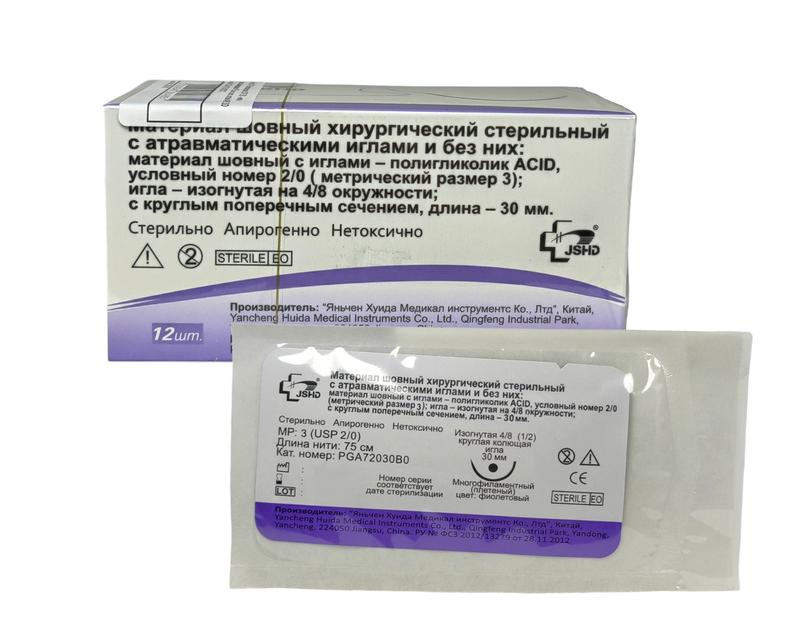 Материал шовный хирургический стерильный
с атравматическими иглами и без них:
материал шовный с иглами – полигликолик ACID,
условный номер 2/0 ( метрический размер 3);
игла – изогнутая на 4/8 окружности;
с круглым поперечным сечением, длина – 30 мм.
Стерильно Апирогенно Нетоксично
JSHD
2 STERILE EO
Производитель: "Яньчен Хуида Медикал инструментс Ко., Лтд", Китай,
Yancheng Huida Medical Instruments Co., Ltd., Qingfeng Industrial Park,
12шт.
JSHD
Материал шовный хирургический стерильный
с атравматическими иглами и без них:
материал шовный с иглами – полигликолик ACID, условный номер 2/0
(метрический размер 3); игла – изогнутая на 4/8 окружности;
с круглым поперечным сечением, длина – 30мм.
Стерильно Апирогенно Нетоксично
МР: 3 (USP 2/0)
Длина нити: 75 см
Кат. номер: PGA72030B0
Изогнутая 4/8 (1/2)
круглая колющая
игла
30 мм
:
:
LOT :
Номер серии
соответствует
дате стерилизации
Многофиламентный
(плетеный)
цвет: фиолетовый
2
CE
STERILE EO
Производитель: "Яньчен Хуида Медикал инструментс Ко., Лтд", Китай,
Yancheng Huida Medical Instruments Co., Ltd., Qingfeng Industrial Park, Yandong,
Yancheng, 224050 Jiangsu, China. РУ № ФСЗ 2012/13279 от 28.11.2012